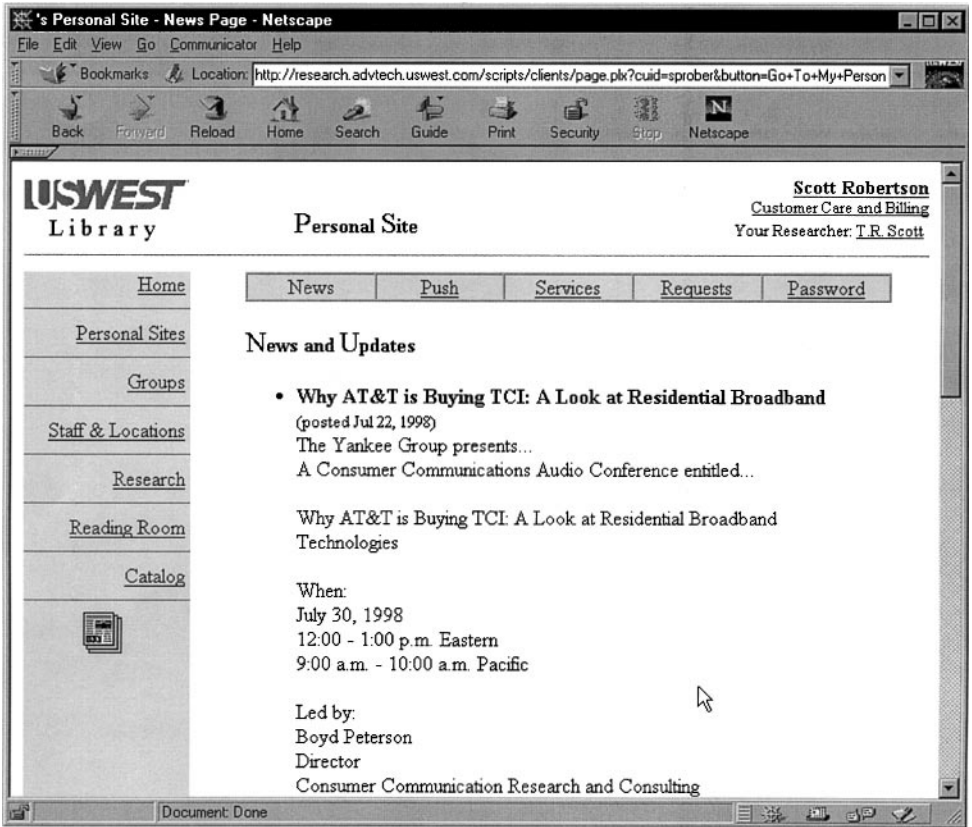 's Personal Site - News Page - Netscape
File Edit View Go Communicator Help
Bookmarks Location: http://research.advtech.uswest.com/scripts/clients/page.plx?cuid=sprober&button=Go+To+My+Person
Back Forward Reload Home Search Guide Print Security Stop Netscape
USWEST
Library
Personal Site
Scott Robertson
Customer Care and Billing
Your Researcher: T.R. Scott
Home
Personal Sites
Groups
Staff & Locations
Research
Reading Room
Catalog
News Push Services Requests Password
News and Updates
• Why AT&T is Buying TCI: A Look at Residential Broadband
(posted Jul 22, 1998)
The Yankee Group presents...
A Consumer Communications Audio Conference entitled...
Why AT&T is Buying TCI: A Look at Residential Broadband
Technologies
When:
July 30, 1998
12:00 - 1:00 p.m. Eastern
9:00 a.m. - 10:00 a.m. Pacific
Led by:
Boyd Peterson
Director
Consumer Communication Research and Consulting
Document: Done